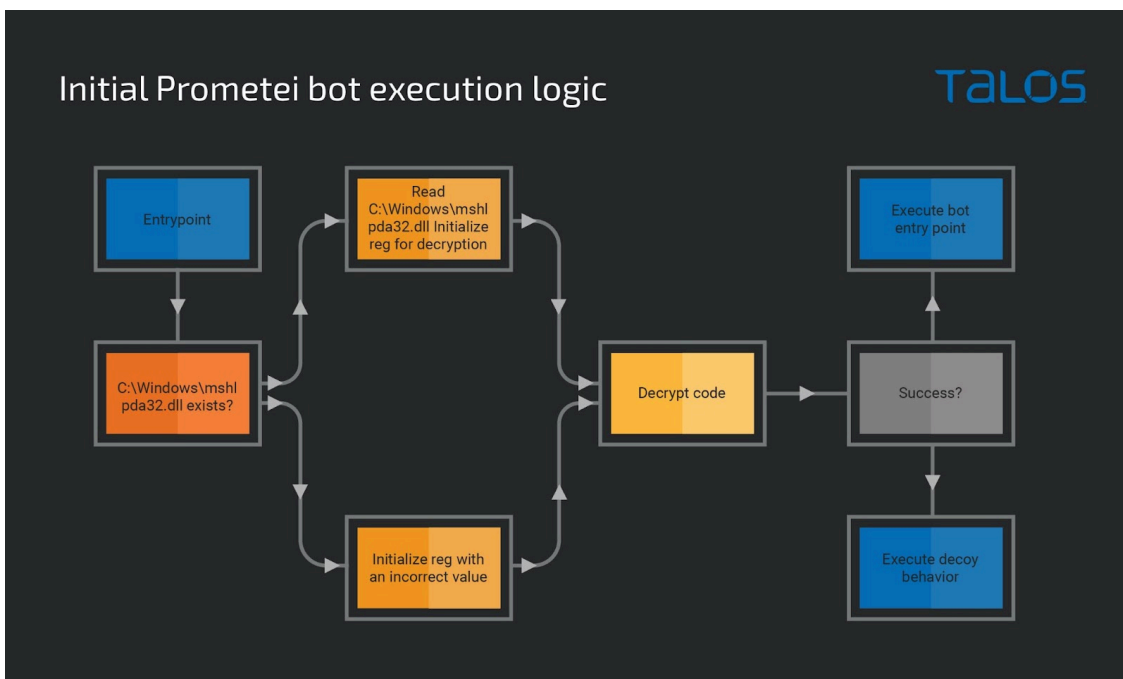 Initial Prometei bot execution logic
TALOS
Entrypoint
Read
C:\Windows\mshl
pda32.dll Initialize
reg for decryption
Execute bot
entry point
C:\Windows\mshl
pda32.dll exists?
Decrypt code
Success?
Initialize reg with
an incorrect value
Execute decoy
behavior